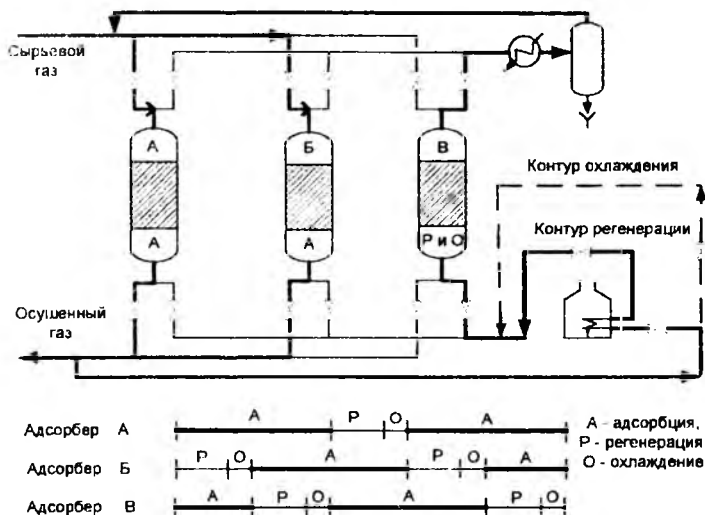 Сырьевой
газ
А
Б
В
А
А
Р и О
Контур охлаждения
Контур регенерации
Осушенный
газ
Адсорбер А
А Р О А
Адсорбер Б
Р О А Р О А
Адсорбер В
А Р О А Р О
А - адсорбция,
Р - регенерация
О - охлаждение